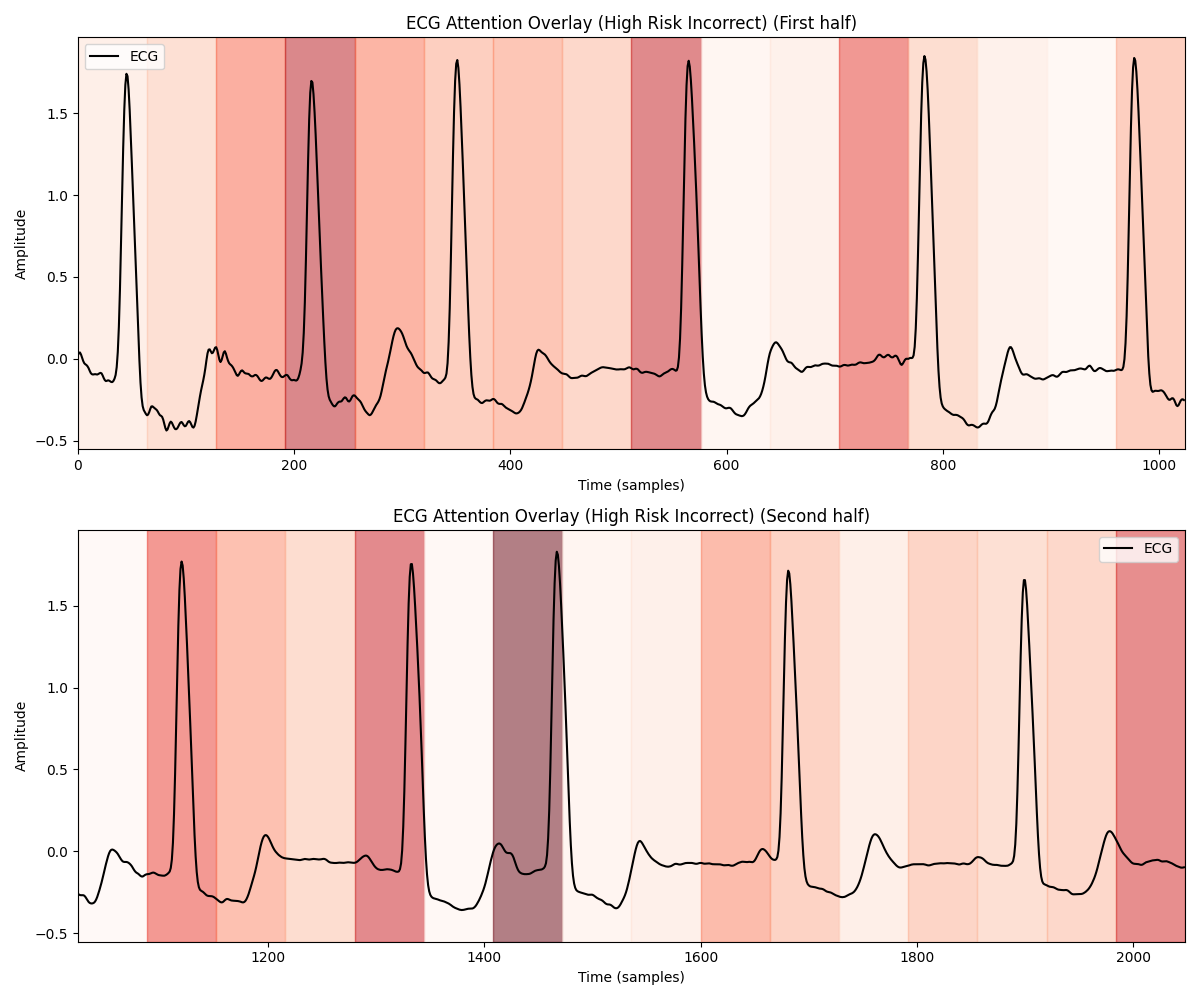 ECG Attention Overlay (High Risk Incorrect) (First half)
ECG
Amplitude
1.5
1.0
0.5
0.0
−0.5
0 200 400 600 800 1000
Time (samples)
ECG Attention Overlay (High Risk Incorrect) (Second half)
ECG
Amplitude
1.5
1.0
0.5
0.0
−0.5
1200 1400 1600 1800 2000
Time (samples)